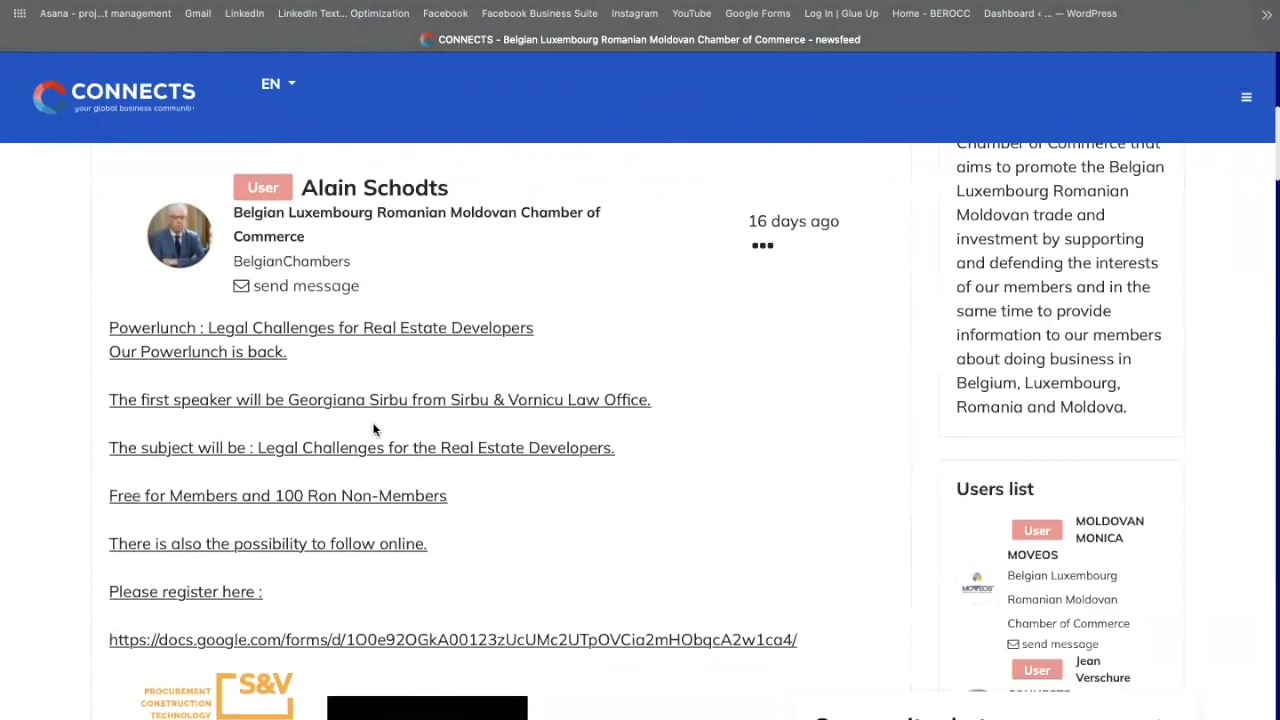 Asana - proj...t management Gmail LinkedIn LinkedIn Text... Optimization Facebook Facebook Business Suite Instagram YouTube Google Forms Log In | Glue Up Home - BEROCC Dashboard ‹ ... — WordPress
CONNECTS - Belgian Luxembourg Romanian Moldovan Chamber of Commerce - newsfeed
CONNECTS
your global business community
EN
User Alain Schodts
Belgian Luxembourg Romanian Moldovan Chamber of
Commerce
BelgianChambers
send message
16 days ago
Powerlunch : Legal Challenges for Real Estate Developers
Our Powerlunch is back.
The first speaker will be Georgiana Sirbu from Sirbu & Vornicu Law Office.
The subject will be : Legal Challenges for the Real Estate Developers.
Free for Members and 100 Ron Non-Members
There is also the possibility to follow online.
Please register here :
https://docs.google.com/forms/d/1O0e92OGkA00123zUcUMc2UTpOVCia2mHObqcA2w1ca4/
PROCUREMENT
CONSTRUCTION
TECHNOLOGY
S&V
Chamber of Commerce that
aims to promote the Belgian
Luxembourg Romanian
Moldovan trade and
investment by supporting
and defending the interests
of our members and in the
same time to provide
information to our members
about doing business in
Belgium, Luxembourg,
Romania and Moldova.
Users list
User MOLDOVAN
MONICA
MOVEOS
MOVEOS
Belgian Luxembourg
Romanian Moldovan
Chamber of Commerce
send message
User Jean
Verschure
CONNECTS